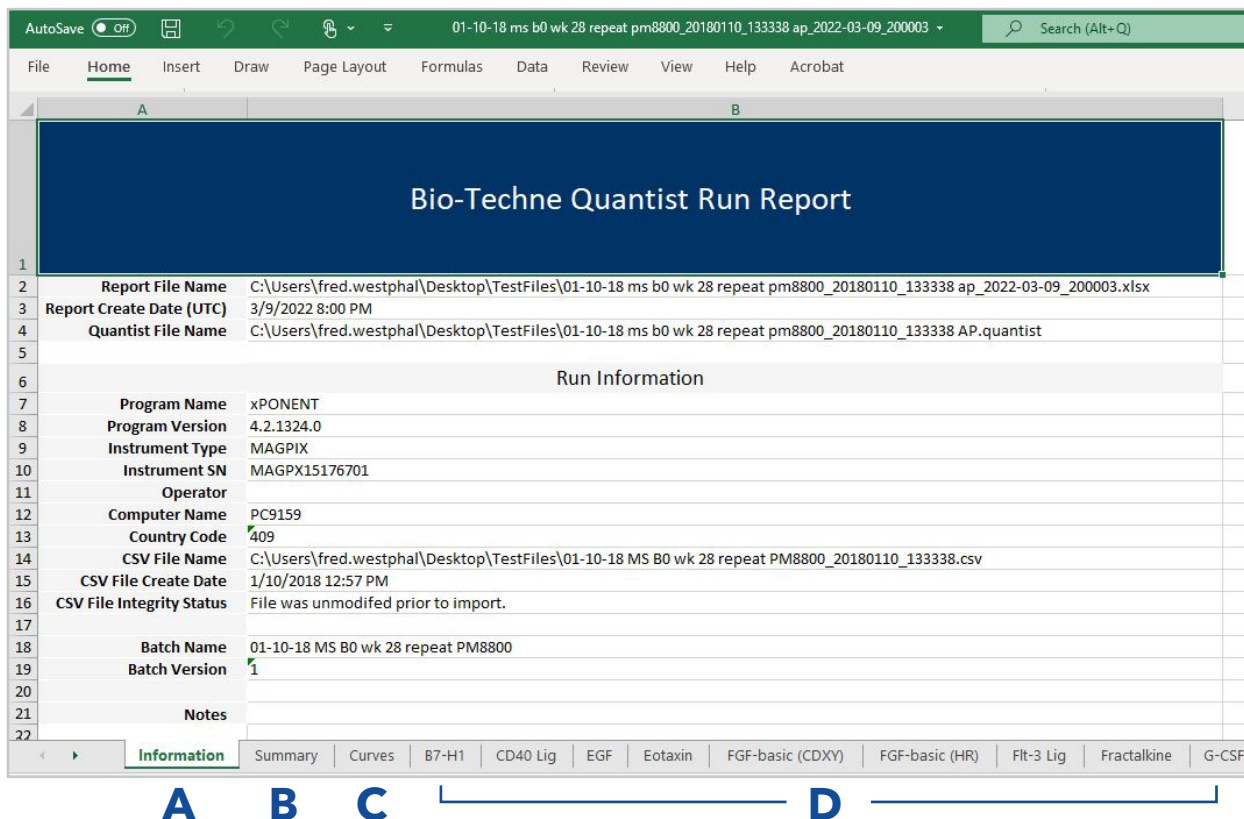 AutoSave Off 01-10-18 ms b0 wk 28 repeat pm8800_20180110_133338 ap_2022-03-09_200003 Search (Alt+Q)
File Home Insert Draw Page Layout Formulas Data Review View Help Acrobat
A B
1 Bio-Techne Quantist Run Report
2 Report File Name C:\Users\fred.westphal\Desktop\TestFiles\01-10-18 ms b0 wk 28 repeat pm8800_20180110_133338 ap_2022-03-09_200003.xlsx
3 Report Create Date (UTC) 3/9/2022 8:00 PM
4 Quantist File Name C:\Users\fred.westphal\Desktop\TestFiles\01-10-18 ms b0 wk 28 repeat pm8800_20180110_133338 AP.quantist
5
6 Run Information
7 Program Name xPONENT
8 Program Version 4.2.1324.0
9 Instrument Type MAGPIX
10 Instrument SN MAGPX15176701
11 Operator
12 Computer Name PC9159
13 Country Code 409
14 CSV File Name C:\Users\fred.westphal\Desktop\TestFiles\01-10-18 MS B0 wk 28 repeat PM8800_20180110_133338.csv
15 CSV File Create Date 1/10/2018 12:57 PM
16 CSV File Integrity Status File was unmodifed prior to import.
17
18 Batch Name 01-10-18 MS B0 wk 28 repeat PM8800
19 Batch Version 1
20
21 Notes
22
Information Summary Curves B7-H1 CD40 Lig EGF Eotaxin FGF-basic (CDXY) FGF-basic (HR) Flt-3 Lig Fractalkine G-CSF
A B C D